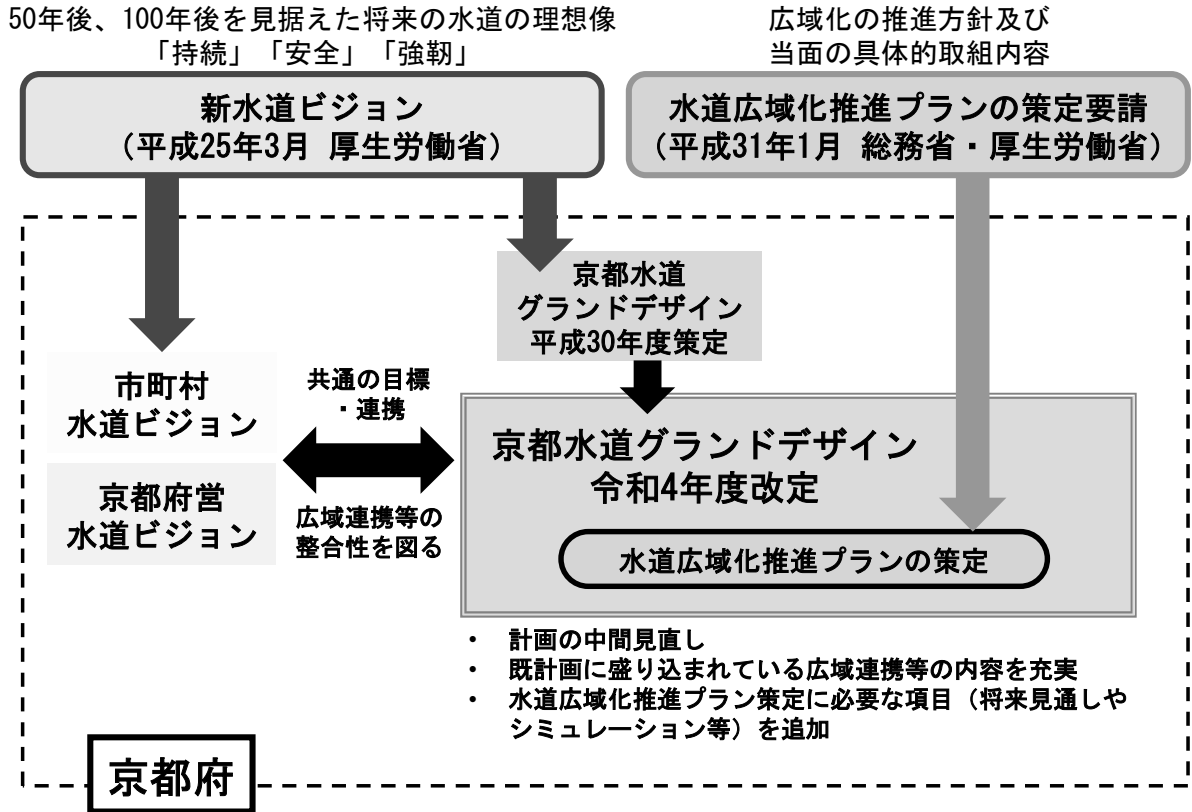 50年後、100年後を見据えた将来の水道の理想像
「持続」「安全」「強靭」
新水道ビジョン
（平成25年3月 厚生労働省）
広域化の推進方針及び
当面の具体的取組内容
水道広域化推進プランの策定要請
（平成31年1月 総務省・厚生労働省）
京都水道
グランドデザイン
平成30年度策定
市町村
水道ビジョン
京都府営
水道ビジョン
共通の目標
・連携
広域連携等の
整合性を図る
京都水道グランドデザイン
令和4年度改定
水道広域化推進プランの策定
・ 計画の中間見直し
・ 既計画に盛り込まれている広域連携等の内容を充実
・ 水道広域化推進プラン策定に必要な項目（将来見通しや
シミュレーション等）を追加
京都府